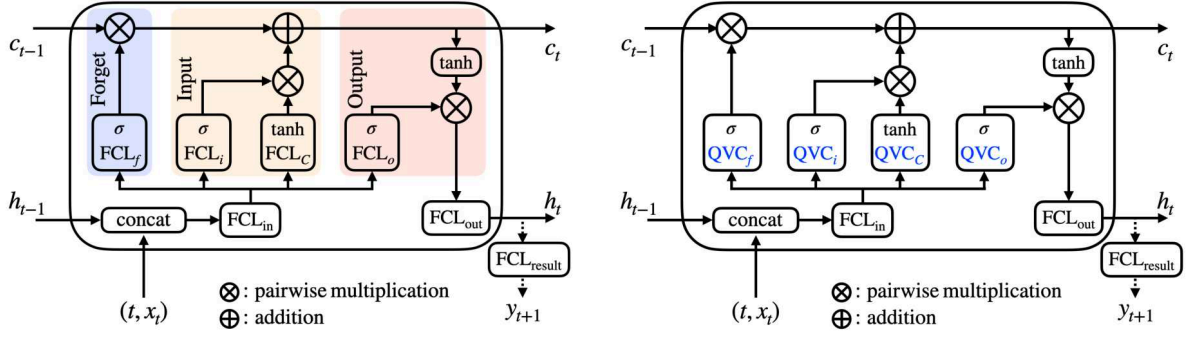 c_{t-1}
c_t
Forget
Input
Output
tanh
σ
FCL_f
σ
FCL_i
tanh
FCL_C
σ
FCL_o
h_{t-1}
concat
FCL_in
FCL_out
h_t
FCL_result
(t, x_t)
⊗: pairwise multiplication
⊕: addition
y_{t+1}
c_{t-1}
c_t
tanh
σ
QVC_f
σ
QVC_i
tanh
QVC_C
σ
QVC_o
h_{t-1}
concat
FCL_in
FCL_out
h_t
FCL_result
(t, x_t)
⊗: pairwise multiplication
⊕: addition
y_{t+1}